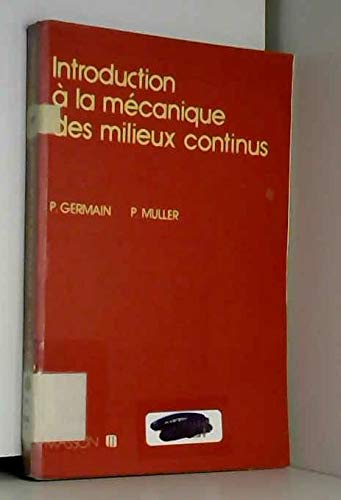 Introduction
à la mécanique
des milieux continus
P. GERMAIN P. MULLER
MASSON